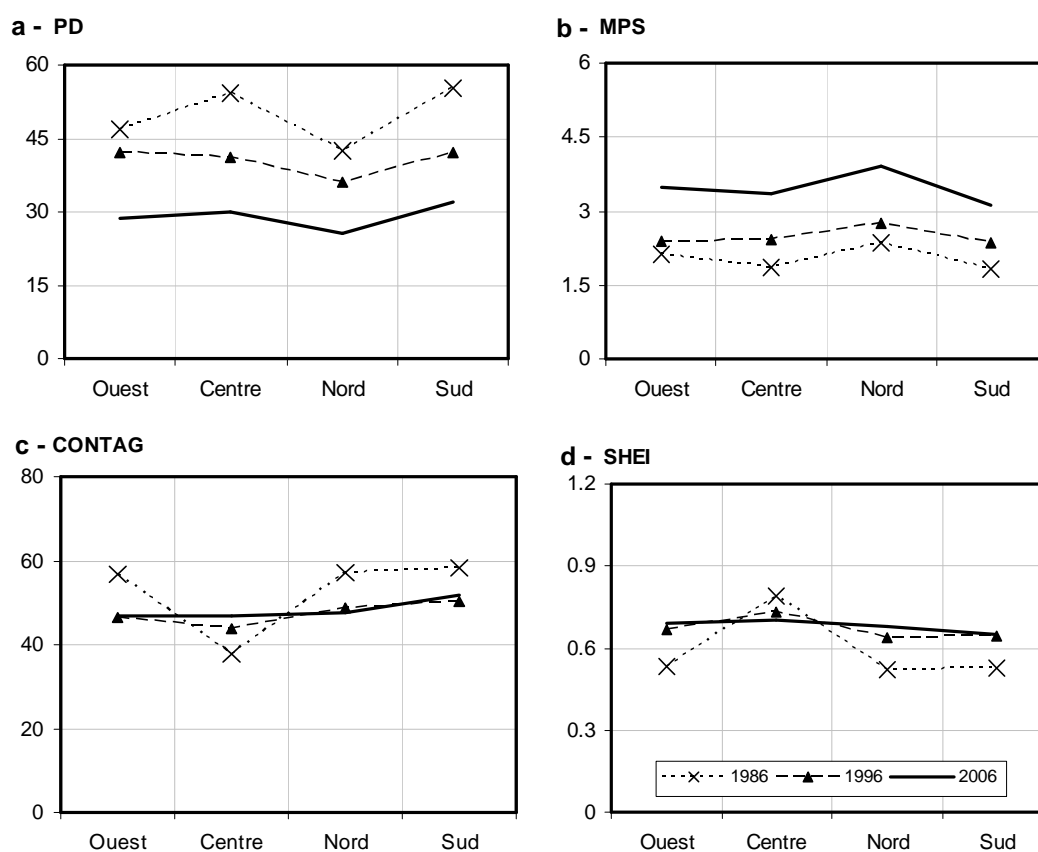 a - PD
60
45
30
15
0
Ouest Centre Nord Sud
b - MPS
6
4.5
3
1.5
0
Ouest Centre Nord Sud
c - CONTAG
80
60
40
20
0
Ouest Centre Nord Sud
d - SHEI
1.2
0.9
0.6
0.3
0
1986 1996 2006
Ouest Centre Nord Sud